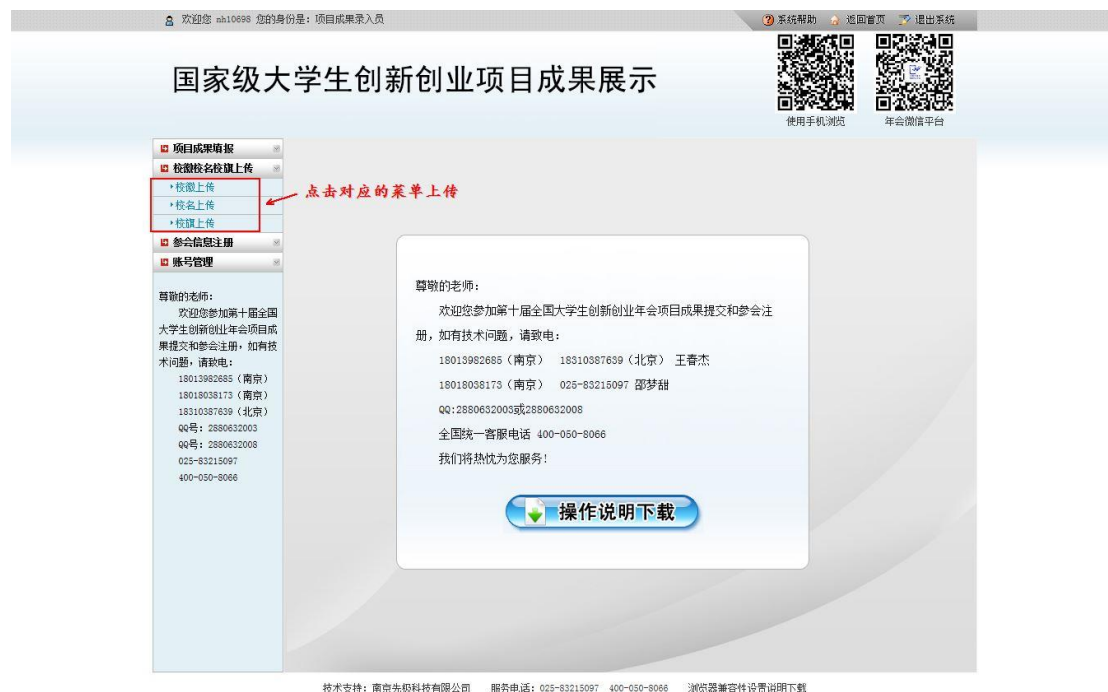 欢迎您 nh10698 您的身份是：项目成果录入员
系统帮助 返回首页 退出系统
国家级大学生创新创业项目成果展示
使用手机浏览 年会微信平台
项目成果填报
校徽校名校旗上传
校徽上传
校名上传
校旗上传
点击对应的菜单上传
参会信息注册
账号管理
尊敬的老师：
欢迎您参加第十届全国
大学生创新创业年会项目成
果提交和参会注册，如有技
术问题，请致电：
18013982685（南京）
18018038173（南京）
18310387639（北京）
QQ号：2880632003
QQ号：2880632008
025-83215097
400-050-8066
尊敬的老师：
欢迎您参加第十届全国大学生创新创业年会项目成果提交和参会注
册，如有技术问题，请致电：
18013982685（南京） 18310387639（北京） 王春杰
18018038173（南京） 025-83215097 邵梦甜
QQ:2880632003或2880632008
全国统一客服电话 400-050-8066
我们将热忱为您服务！
操作说明下载
技术支持：南京先极科技有限公司 服务电话：025-83215097 400-050-8066 浏览器兼容性设置说明下载